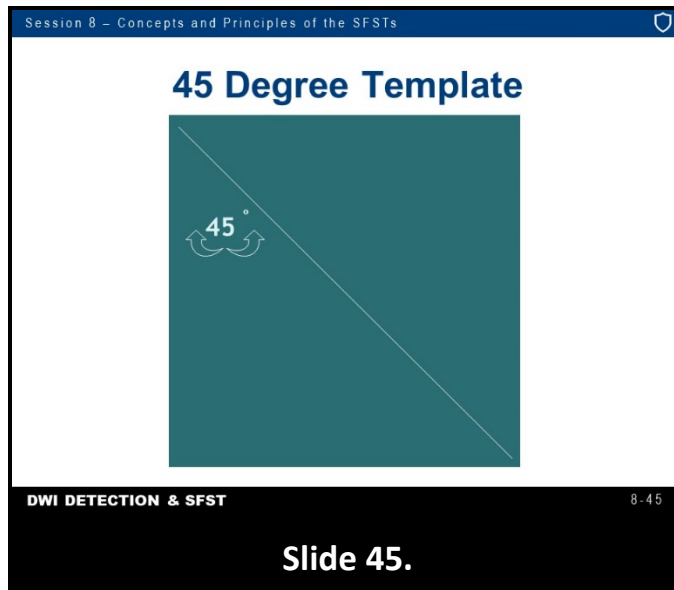 Session 8 – Concepts and Principles of the SFSTs
45 Degree Template
45°
DWI DETECTION & SFST
8-45
Slide 45.